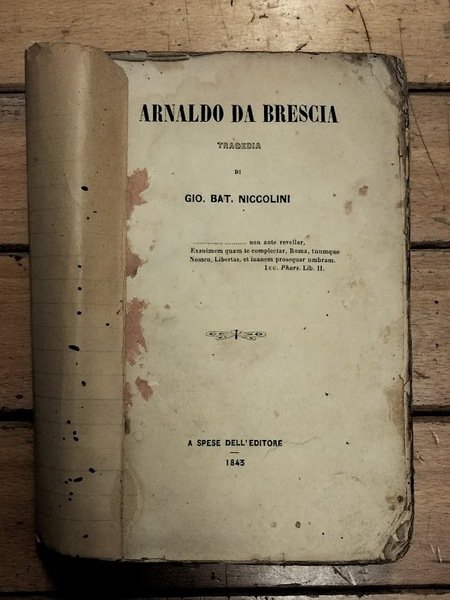 ARNALDO DA BRESCIA
TRAGEDIA
DI
GIO. BAT. NICCOLINI
........................ non ante revellar,
Exanimem quam te complectar, Roma, tuumque
Nomen, Libertas, et inanem prosequar umbram.
Luc. Phars. Lib. II.
A SPESE DELL'EDITORE
1843